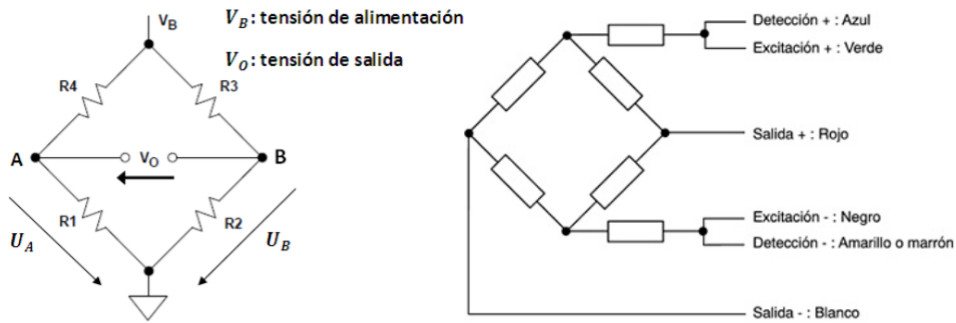 V_B
V_B: tensión de alimentación
V_O: tensión de salida
R4
R3
A
V_O
B
R1
R2
U_A
U_B
Detección + : Azul
Excitación + : Verde
Salida + : Rojo
Excitación - : Negro
Detección - : Amarillo o marrón
Salida - : Blanco